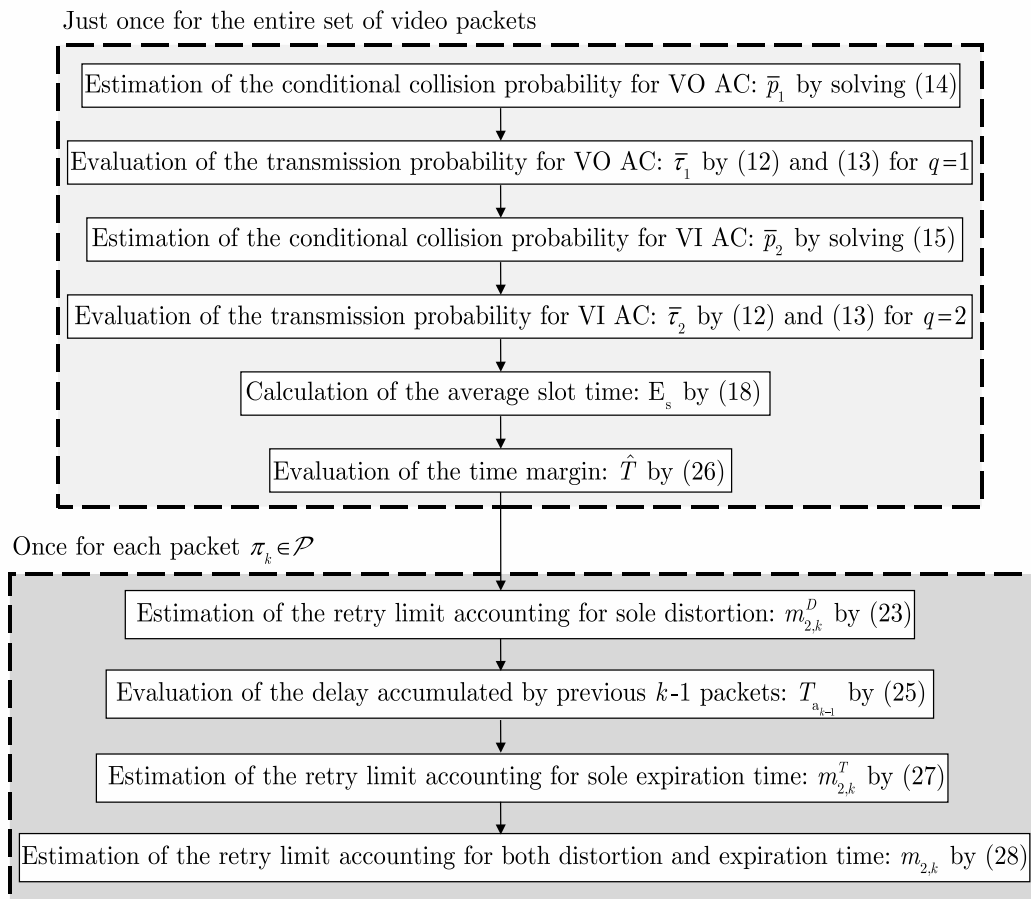 Just once for the entire set of video packets
Estimation of the conditional collision probability for VO AC: p̅₁ by solving (14)
Evaluation of the transmission probability for VO AC: τ̅₁ by (12) and (13) for q=1
Estimation of the conditional collision probability for VI AC: p̅₂ by solving (15)
Evaluation of the transmission probability for VI AC: τ̅₂ by (12) and (13) for q=2
Calculation of the average slot time: Eₛ by (18)
Evaluation of the time margin: T̂ by (26)
Once for each packet πₖ∈𝒫
Estimation of the retry limit accounting for sole distortion: m_{2,k}^D by (23)
Evaluation of the delay accumulated by previous k-1 packets: T_{a_{k-1}} by (25)
Estimation of the retry limit accounting for sole expiration time: m_{2,k}^T by (27)
Estimation of the retry limit accounting for both distortion and expiration time: m_{2,k} by (28)